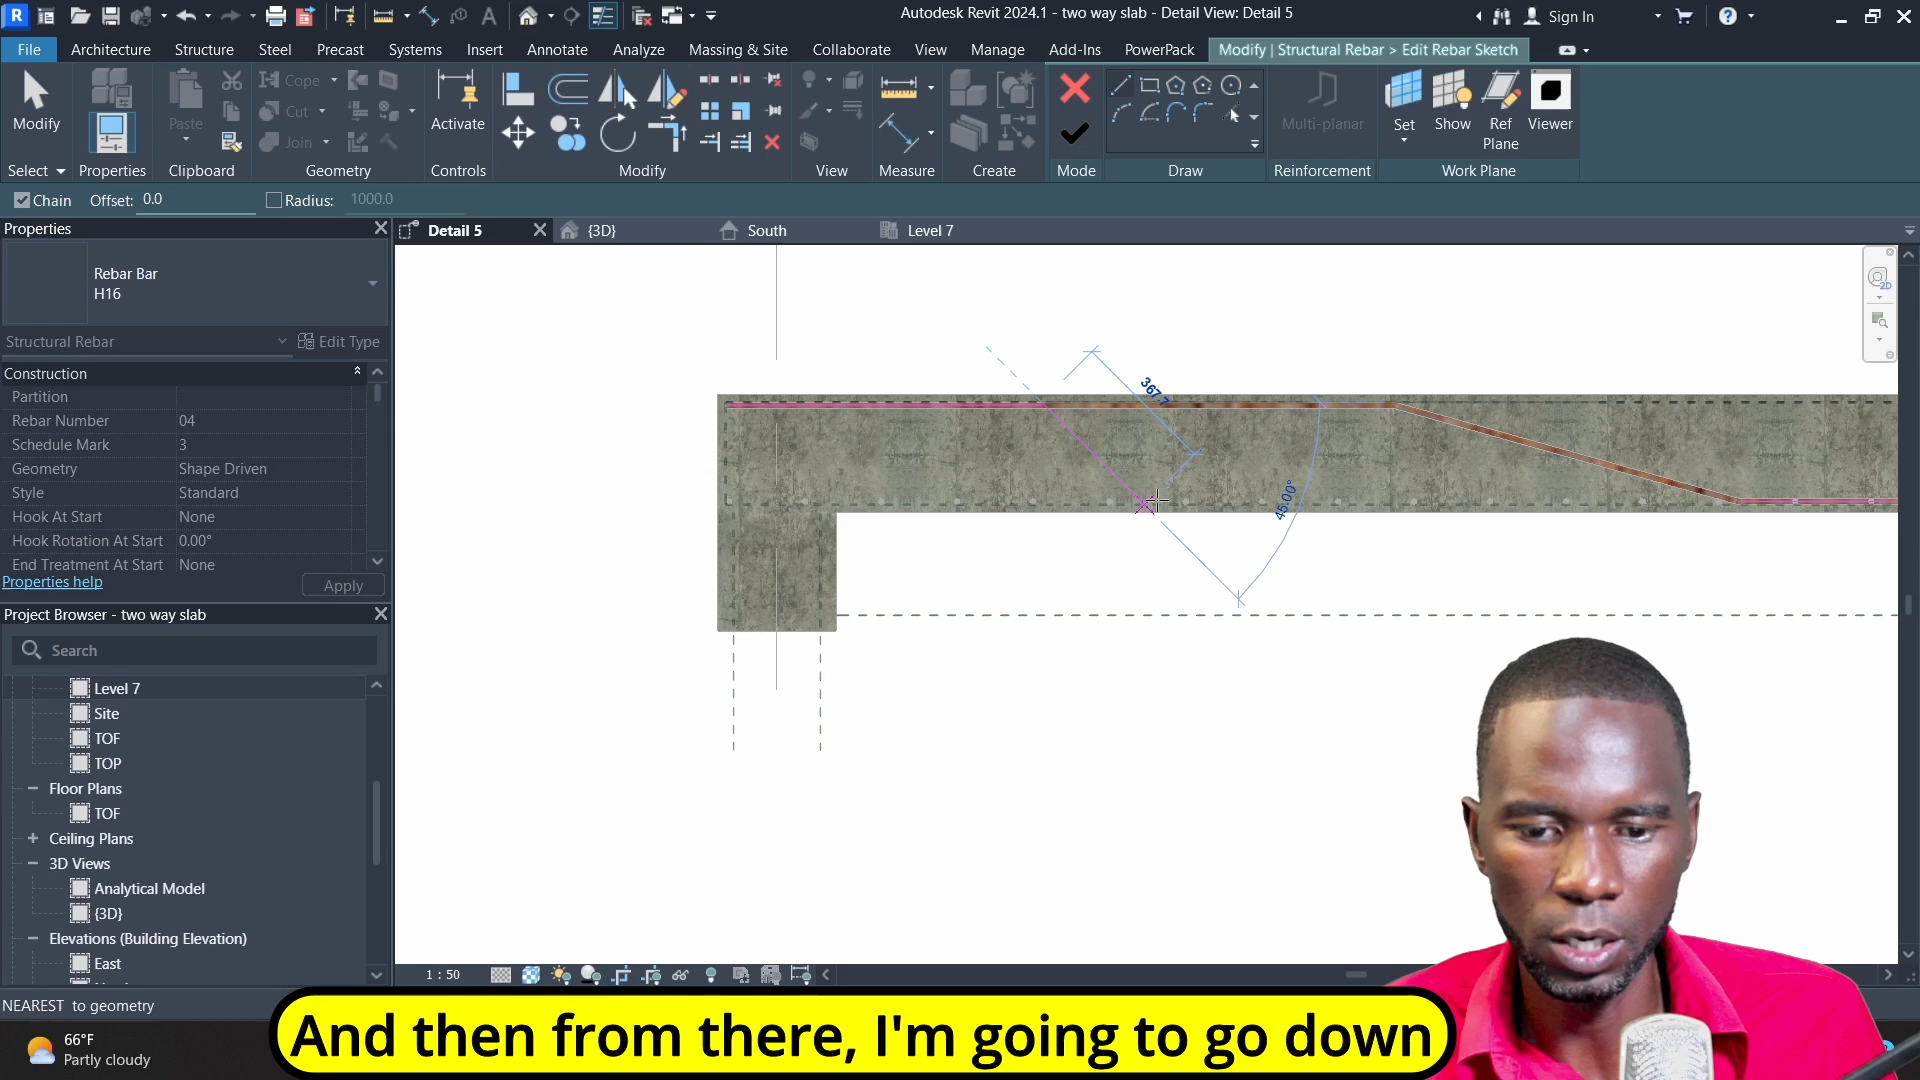 Autodesk Revit 2024.1 - two way slab - Detail View: Detail 5
Sign In
File Architecture Structure Steel Precast Systems Insert Annotate Analyze Massing & Site Collaborate View Manage Add-Ins PowerPack Modify | Structural Rebar > Edit Rebar Sketch
Modify
Paste
Cope
Cut
Join
Activate
Multi-planar
Set
Show
Ref
Plane
Viewer
Select Properties Clipboard Geometry Controls Modify View Measure Create Mode Draw Reinforcement Work Plane
Chain Offset: 0.0 Radius: 1000.0
Properties
Detail 5 {3D} South Level 7
Rebar Bar
H16
Structural Rebar Edit Type
Construction
Partition
Rebar Number 04
Schedule Mark 3
Geometry Shape Driven
Style Standard
Hook At Start None
Hook Rotation At Start 0.00°
End Treatment At Start None
Properties help Apply
Project Browser - two way slab
Search
Level 7
Site
TOF
TOP
Floor Plans
TOF
Ceiling Plans
3D Views
Analytical Model
{3D}
Elevations (Building Elevation)
East
367.7
45.00°
2D
1 : 50
NEAREST to geometry
66°F
Partly cloudy
And then from there, I'm going to go down